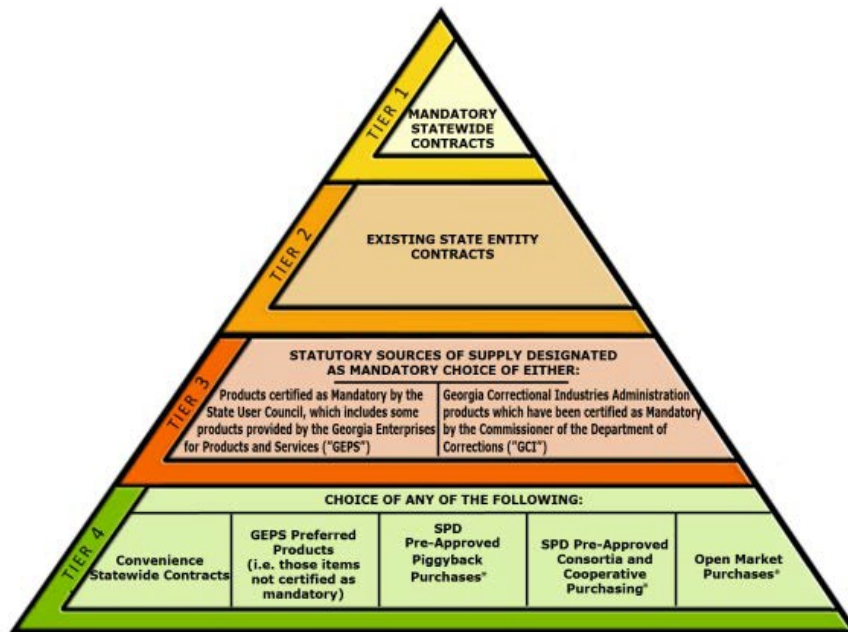 TIER 1
MANDATORY
STATEWIDE
CONTRACTS
TIER 2
EXISTING STATE ENTITY
CONTRACTS
TIER 3
STATUTORY SOURCES OF SUPPLY DESIGNATED
AS MANDATORY CHOICE OF EITHER:
Products certified as Mandatory by the
State User Council, which includes some
products provided by the Georgia Enterprises
for Products and Services ("GEPS")
Georgia Correctional Industries Administration
products which have been certified as Mandatory
by the Commissioner of the Department of
Corrections ("GCI")
TIER 4
CHOICE OF ANY OF THE FOLLOWING:
Convenience
Statewide Contracts
GEPS Preferred
Products
(i.e. those items
not certified as
mandatory)
SPD
Pre-Approved
Piggyback
Purchases*
SPD Pre-Approved
Consortia and
Cooperative
Purchasing*
Open Market
Purchases*